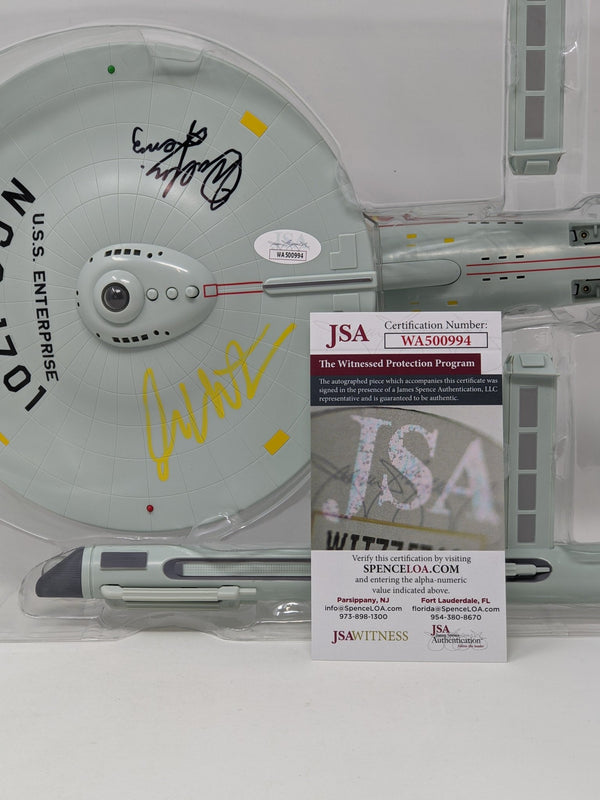 NCC-1701
U.S.S. ENTERPRISE
JSA
WA500994
JSA
Certification Number:
WA500994
The Witnessed Protection Program
The autographed piece which accompanies this certificate was
signed in the presence of a James Spence Authentication, LLC
representative and is guaranteed to be authentic.
JSA
Verify this certification by visiting
SPENCELOA.COM
and entering the alpha-numeric
value indicated above.
Parsippany, NJ
info@SpenceLOA.com
973-898-1300
Fort Lauderdale, FL
florida@SpenceLOA.com
954-380-8670
JSAWITNESS
JSA
Authentication